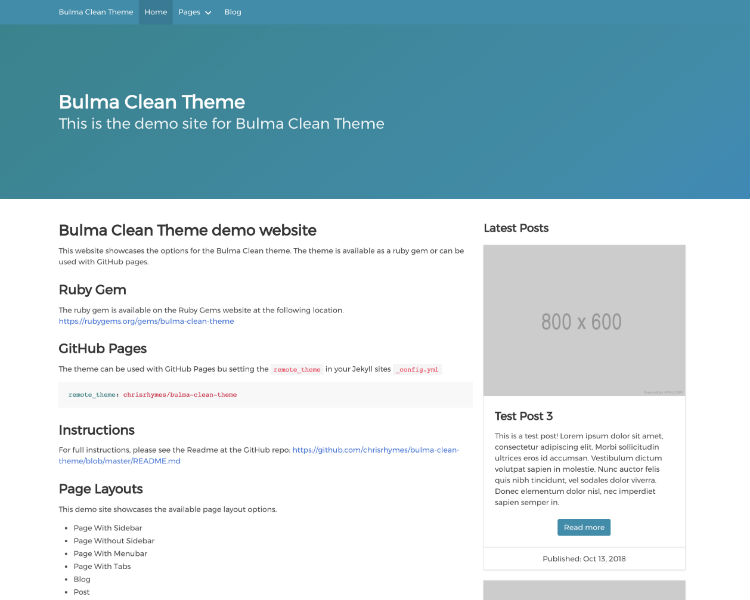 Bulma Clean Theme Home Pages Blog
Bulma Clean Theme
This is the demo site for Bulma Clean Theme
Bulma Clean Theme demo website
This website showcases the options for the Bulma Clean theme. The theme is available as a ruby gem or can be
used with GitHub pages.
Ruby Gem
The ruby gem is available on the Ruby Gems website at the following location.
https://rubygems.org/gems/bulma-clean-theme
GitHub Pages
The theme can be used with GitHub Pages bu setting the remote_theme in your Jekyll sites _config.yml
remote_theme: chrisrhymes/bulma-clean-theme
Instructions
For full instructions, please see the Readme at the GitHub repo: https://github.com/chrisrhymes/bulma-clean-
theme/blob/master/README.md
Page Layouts
This demo site showcases the available page layout options.
Page With Sidebar
Page Without Sidebar
Page With Menubar
Page With Tabs
Blog
Post
Latest Posts
800 x 600
Test Post 3
This is a test post! Lorem ipsum dolor sit amet,
consectetur adipiscing elit. Morbi sollicitudin
ultrices eros id accumsan. Vestibulum dictum
volutpat sapien in molestie. Nunc auctor felis
quis nibh tincidunt, vel sodales dolor viverra.
Donec elementum dolor nisl, nec imperdiet
sapien semper in.
Read more
Published: Oct 13, 2018